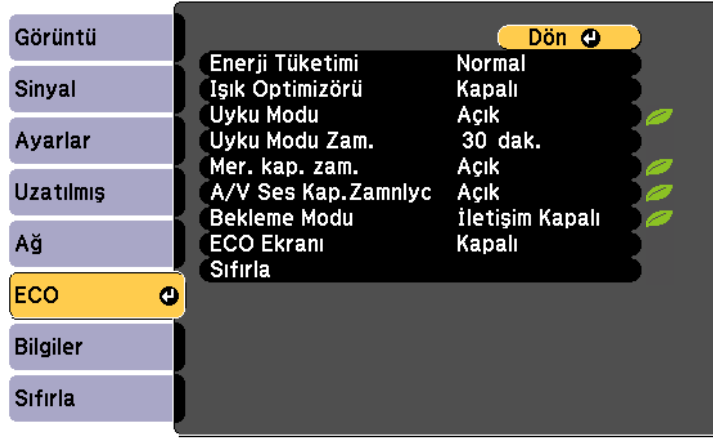 Görüntü
Sinyal
Ayarlar
Uzatılmış
Ağ
ECO
Bilgiler
Sıfırla
Dön
Enerji Tüketimi Normal
Işık Optimizörü Kapalı
Uyku Modu Açık
Uyku Modu Zam. 30 dak.
Mer. kap. zam. Açık
A/V Ses Kap.Zamnlyc Açık
Bekleme Modu İletişim Kapalı
ECO Ekranı Kapalı
Sıfırla